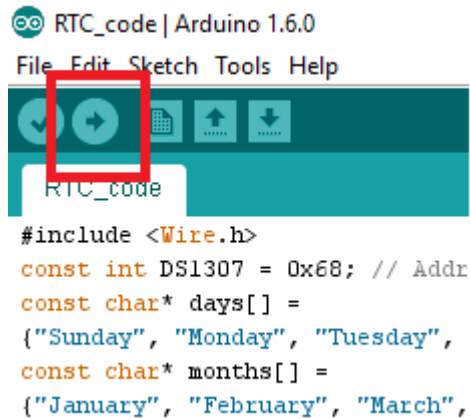 RTC_code | Arduino 1.6.0
File Edit Sketch Tools Help
RTC_code
#include <Wire.h>
const int DS1307 = 0x68; // Addr
const char* days[] =
{"Sunday", "Monday", "Tuesday",
const char* months[] =
{"January", "February", "March",